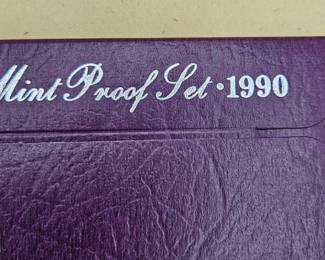 Mint Proof Set • 1990